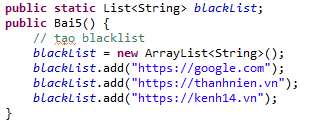 public static List<String> blackList;
public Bai5() {
// tao blacklist
blackList = new ArrayList<String>();
blackList.add("https://google.com");
blackList.add("https://thanhnien.vn");
blackList.add("https://kenh14.vn");
}